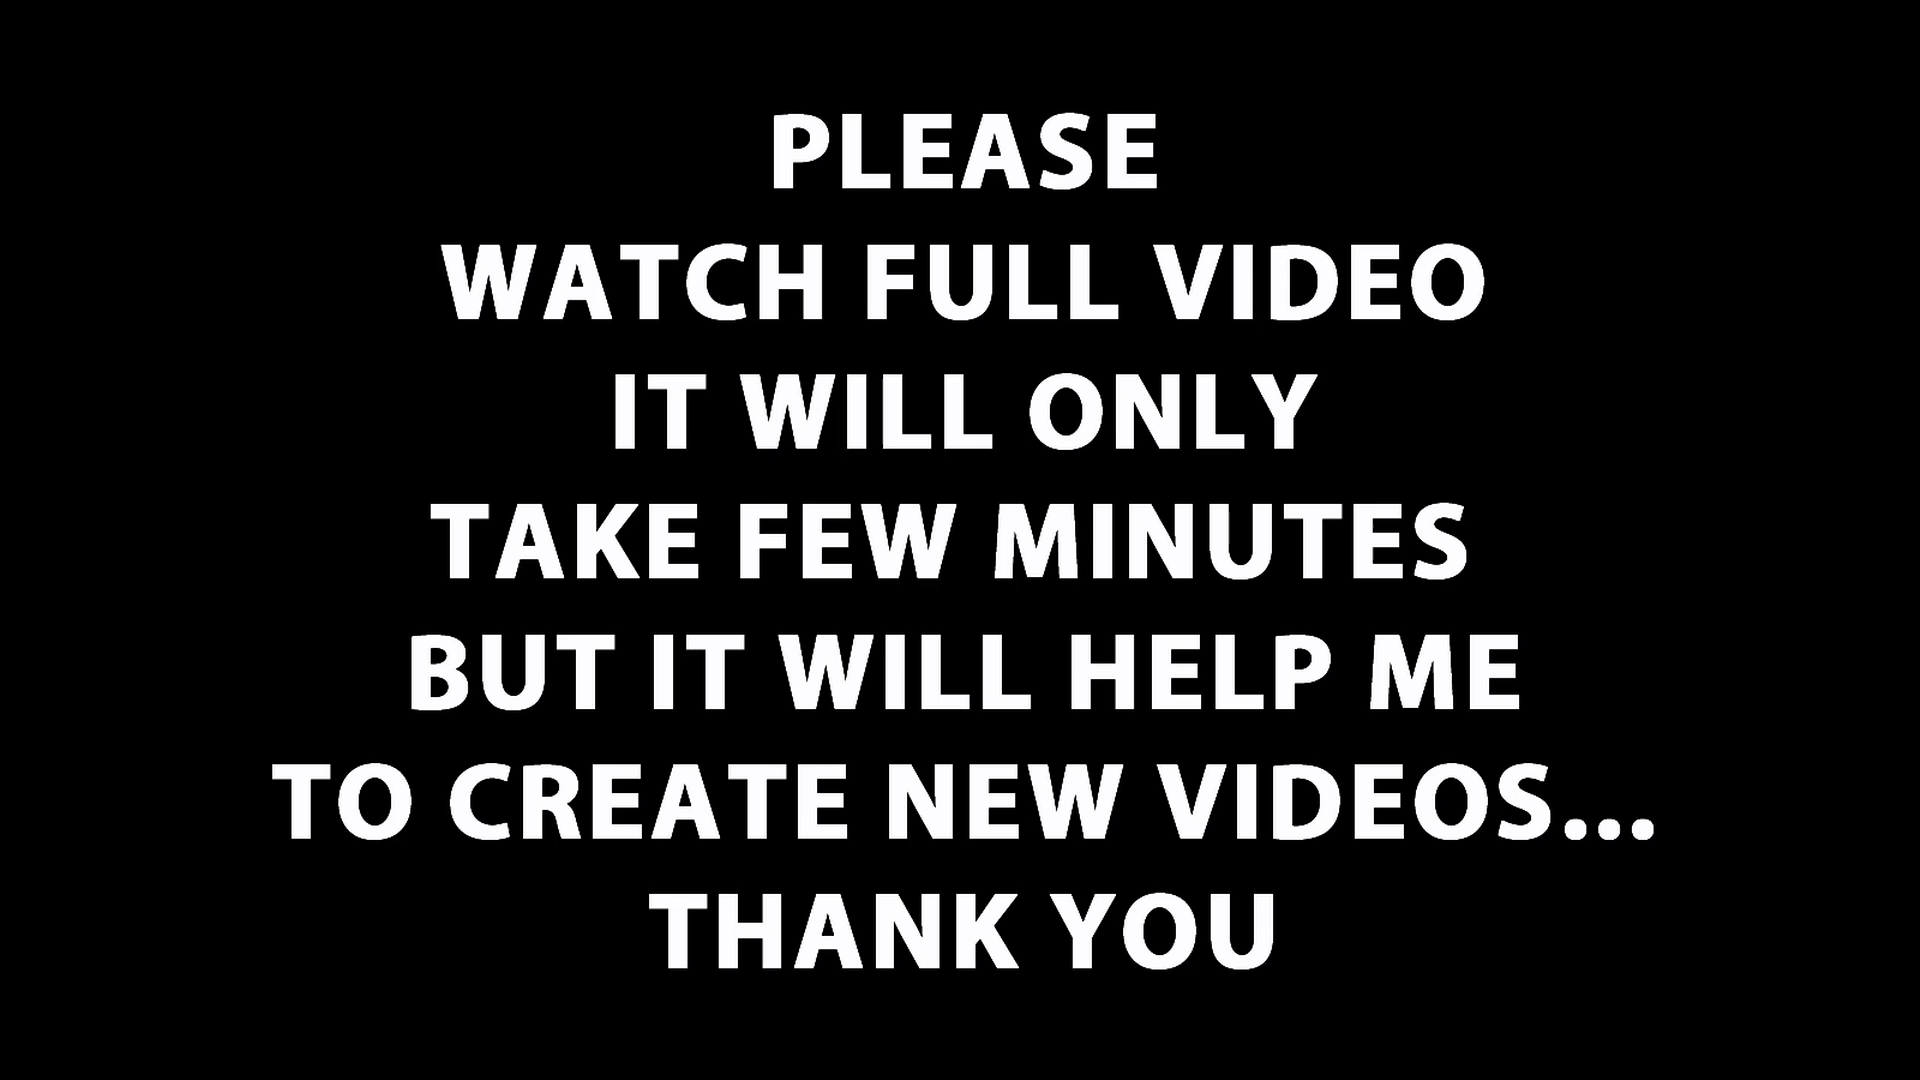 PLEASE
WATCH FULL VIDEO
IT WILL ONLY
TAKE FEW MINUTES
BUT IT WILL HELP ME
TO CREATE NEW VIDEOS...
THANK YOU